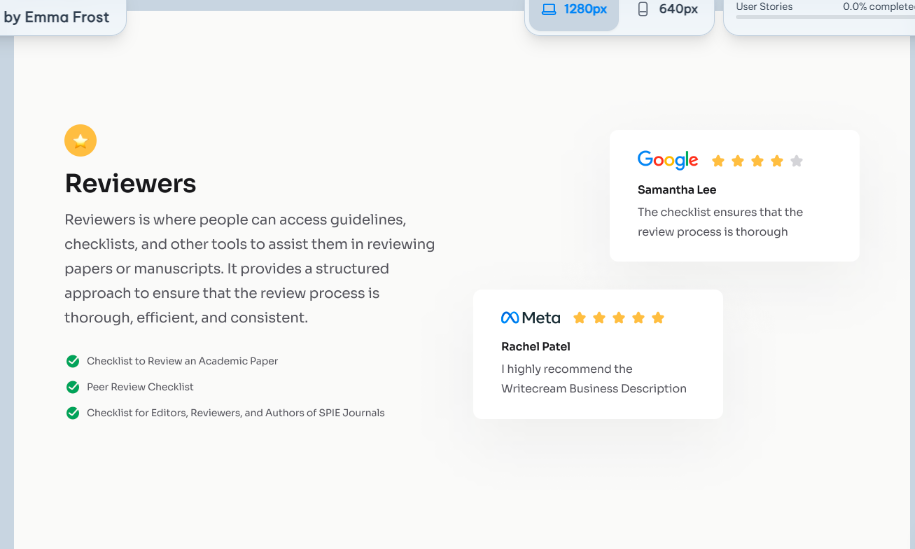 by Emma Frost
1280px
640px
User Stories
0.0% complete
Reviewers
Reviewers is where people can access guidelines,
checklists, and other tools to assist them in reviewing
papers or manuscripts. It provides a structured
approach to ensure that the review process is
thorough, efficient, and consistent.
Checklist to Review an Academic Paper
Peer Review Checklist
Checklist for Editors, Reviewers, and Authors of SPIE Journals
Google
Samantha Lee
The checklist ensures that the
review process is thorough
Meta
Rachel Patel
I highly recommend the
Writecream Business Description